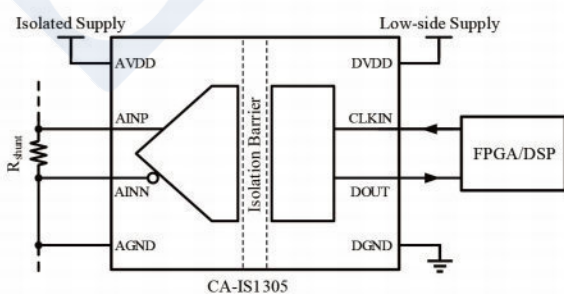 Isolated Supply
Low-side Supply
AVDD
DVDD
AINP
CLKIN
R shunt
Isolation Barrier
FPGA/DSP
AINN
DOUT
AGND
DGND
CA-IS1305